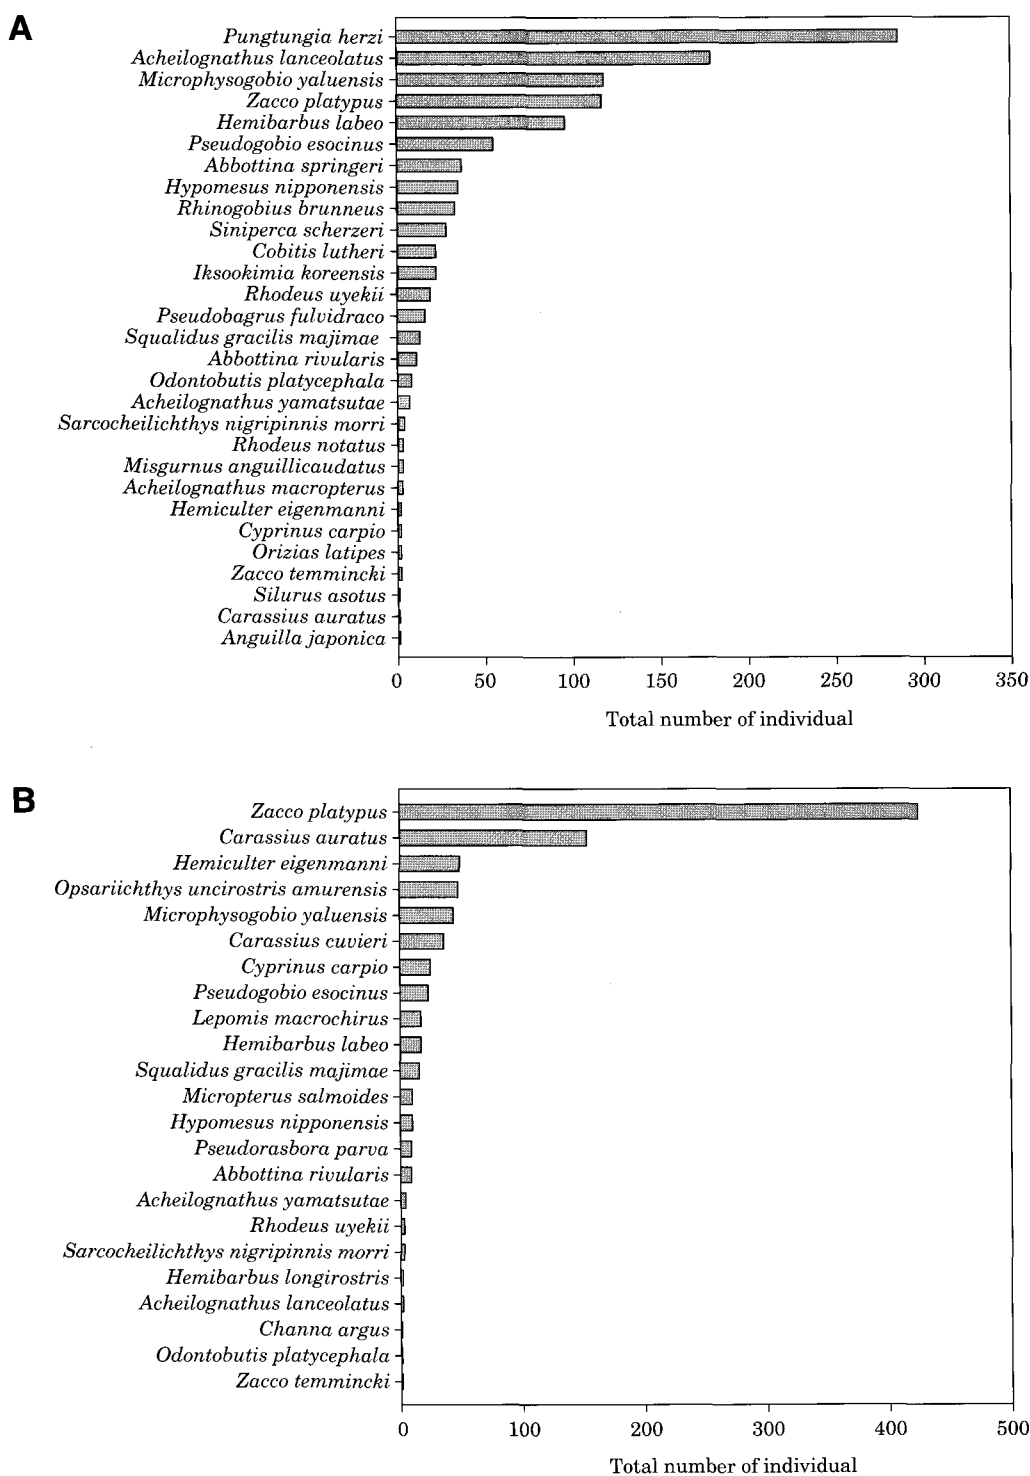 A
Pungtungia herzi
Acheilognathus lanceolatus
Microphysogobio yaluensis
Zacco platypus
Hemibarbus labeo
Pseudogobio esocinus
Abbottina springeri
Hypomesus nipponensis
Rhinogobius brunneus
Siniperca scherzeri
Cobitis lutheri
Iksookimia koreensis
Rhodeus uyekii
Pseudobagrus fulvidraco
Squalidus gracilis majimae
Abbottina rivularis
Odontobutis platycephala
Acheilognathus yamatsutae
Sarcocheilichthys nigripinnis morri
Rhodeus notatus
Misgurnus anguillicaudatus
Acheilognathus macropterus
Hemiculter eigenmanni
Cyprinus carpio
Orizias latipes
Zacco temmincki
Silurus asotus
Carassius auratus
Anguilla japonica
0 50 100 150 200 250 300 350
Total number of individual
B
Zacco platypus
Carassius auratus
Hemiculter eigenmanni
Opsariichthys uncirostris amurensis
Microphysogobio yaluensis
Carassius cuvieri
Cyprinus carpio
Pseudogobio esocinus
Lepomis macrochirus
Hemibarbus labeo
Squalidus gracilis majimae
Micropterus salmoides
Hypomesus nipponensis
Pseudorasbora parva
Abbottina rivularis
Acheilognathus yamatsutae
Rhodeus uyekii
Sarcocheilichthys nigripinnis morri
Hemibarbus longirostris
Acheilognathus lanceolatus
Channa argus
Odontobutis platycephala
Zacco temmincki
0 100 200 300 400 500
Total number of individual